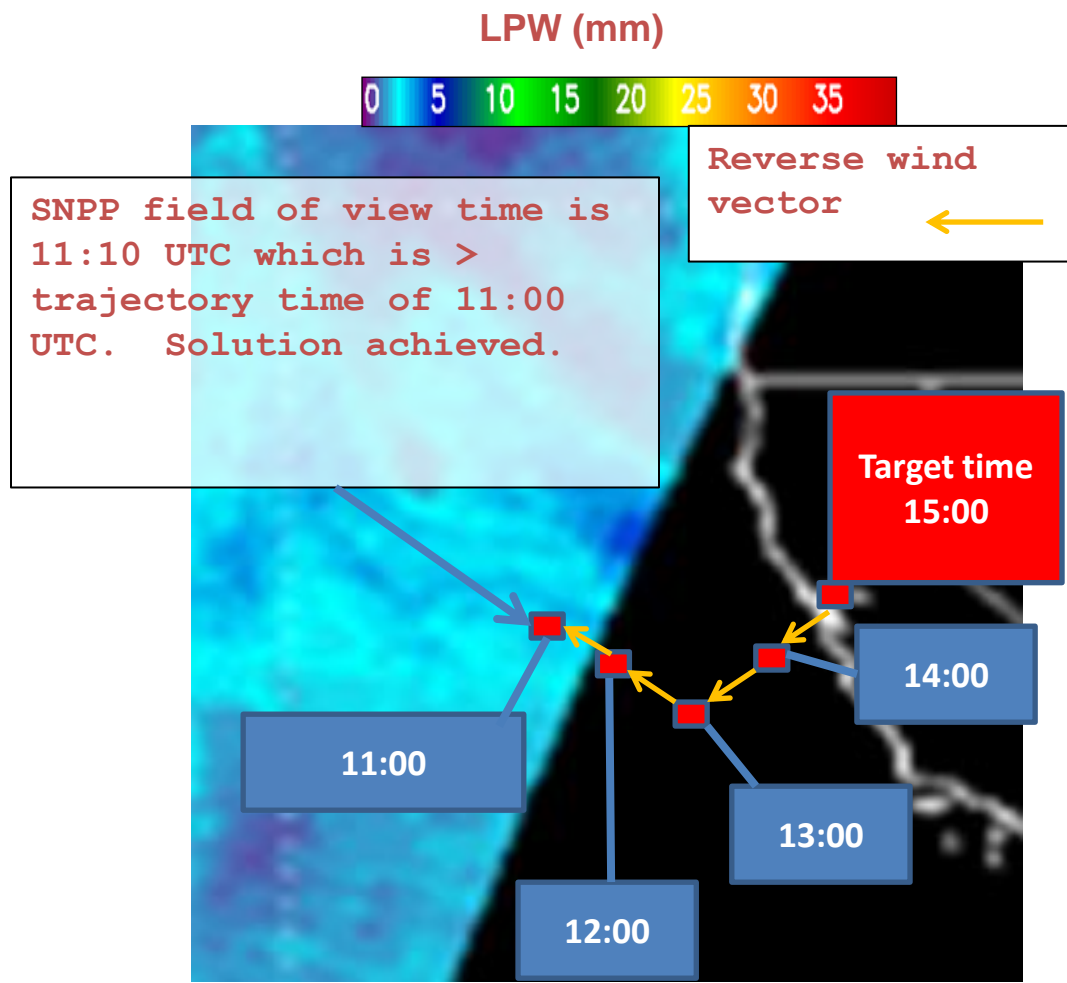 LPW (mm)
0 5 10 15 20 25 30 35
Reverse wind
vector
SNPP field of view time is
11:10 UTC which is >
trajectory time of 11:00
UTC.  Solution achieved.
Target time
15:00
14:00
11:00
13:00
12:00